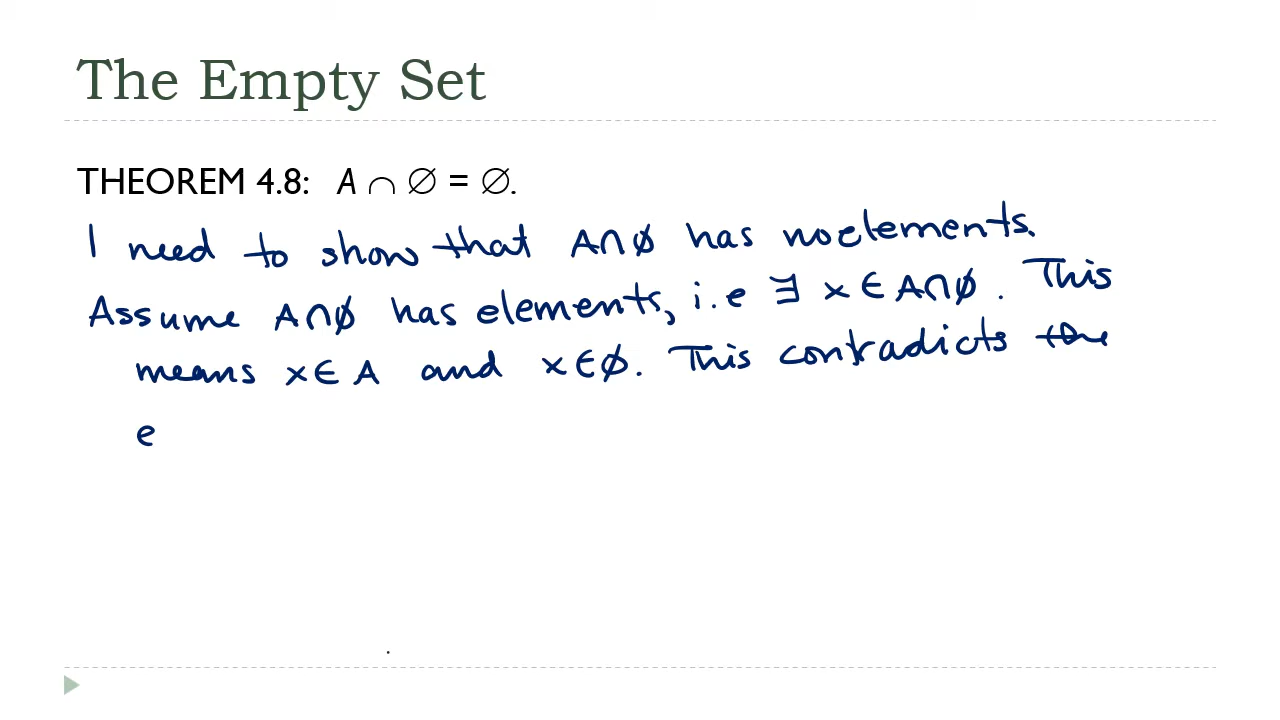 The Empty Set
THEOREM 4.8: A ∩ ∅ = ∅.
I need to show that A∩∅ has no elements.
Assume A∩∅ has elements, i.e ∃ x ∈ A∩∅. This
means x∈A and x∈∅. This contradicts the
e